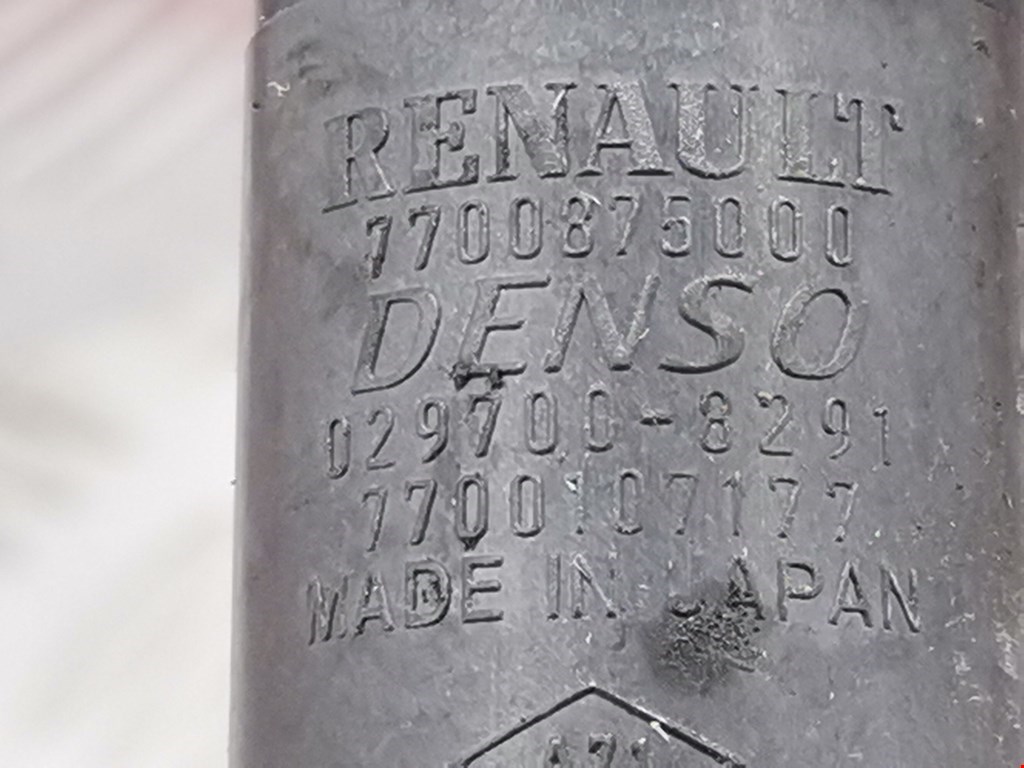 RENAULT
7700875000
DENSO
029700-8291
7700107177
MADE IN JAPAN